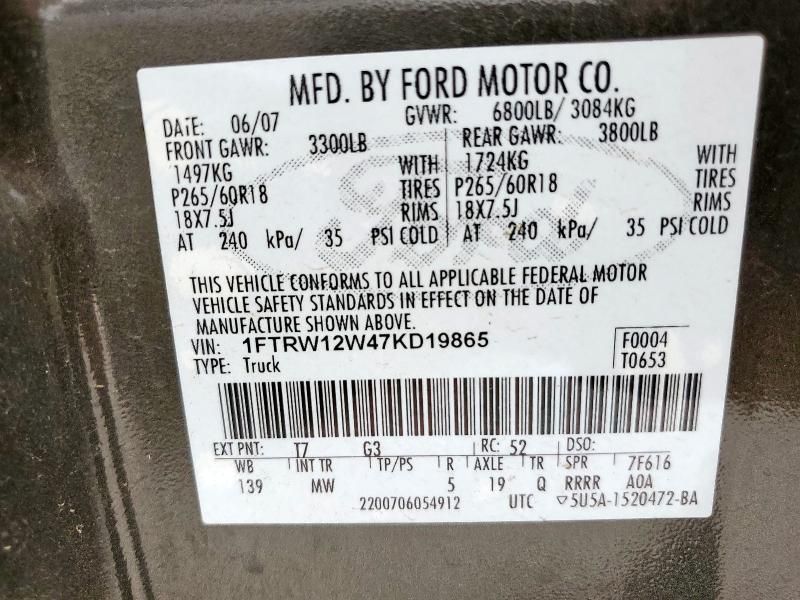 MFD. BY FORD MOTOR CO.
DATE: 06/07 GVWR: 6800LB/ 3084KG
FRONT GAWR: 3300LB REAR GAWR: 3800LB
1497KG WITH 1724KG WITH
P265/60R18 TIRES P265/60R18 TIRES
18X7.5J RIMS 18X7.5J RIMS
AT 240 kPa/ 35 PSI COLD AT 240 kPa/ 35 PSI COLD
THIS VEHICLE CONFORMS TO ALL APPLICABLE FEDERAL MOTOR
VEHICLE SAFETY STANDARDS IN EFFECT ON THE DATE OF
MANUFACTURE SHOWN ABOVE.
VIN: 1FTRW12W47KD19865 F0004
TYPE: Truck T0653
EXT PNT: T7 G3 RC: 52 DSO:
WB INT TR TP/PS R AXLE TR SPR 7F616
139 MW 5 19 Q RRRR A0A
2200706054912 UTC ▽5U5A-1520472-BA
Ford